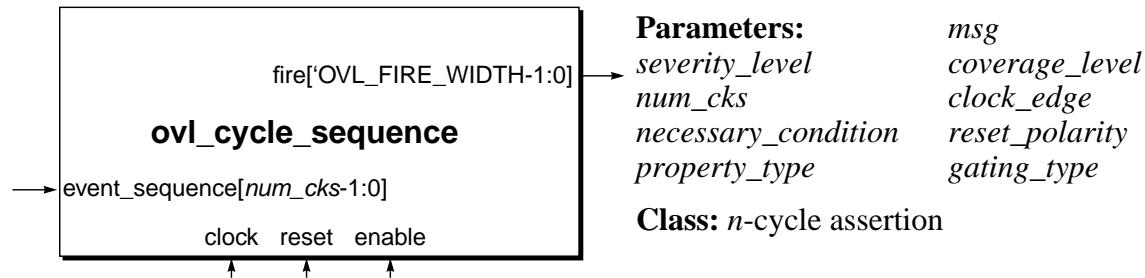 fire[‘OVL_FIRE_WIDTH-1:0]
ovl_cycle_sequence
event_sequence[num_cks-1:0]
clock reset enable
Parameters: msg
severity_level coverage_level
num_cks clock_edge
necessary_condition reset_polarity
property_type gating_type
Class: n-cycle assertion